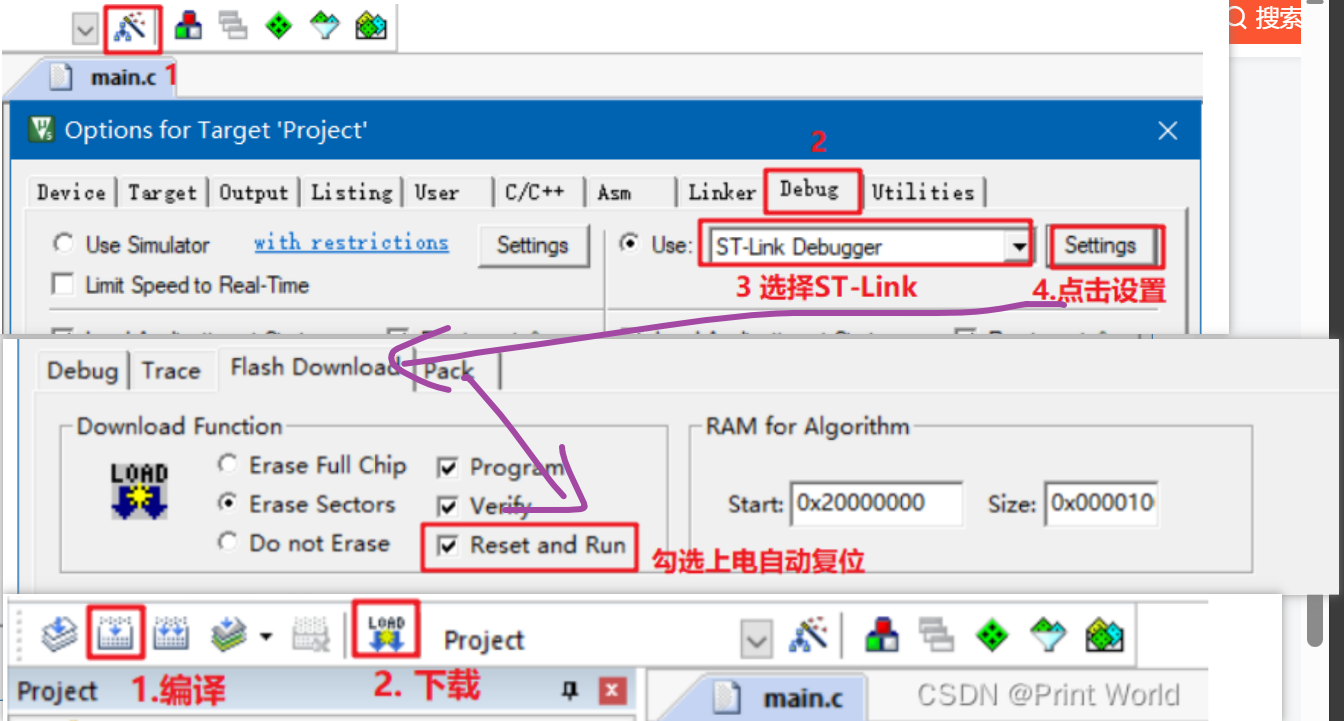 搜索
main.c 1
Options for Target 'Project'
2
Device Target Output Listing User C/C++ Asm Linker Debug Utilities
Use Simulator with restrictions Settings Use: ST-Link Debugger Settings
Limit Speed to Real-Time
3 选择ST-Link 4.点击设置
Debug Trace Flash Download Pack
Download Function RAM for Algorithm
LOAD
Erase Full Chip Program
Erase Sectors Verify
Do not Erase Reset and Run
Start: 0x20000000 Size: 0x000010
勾选上电自动复位
LOAD Project
Project 1.编译 2. 下载
main.c CSDN @Print World